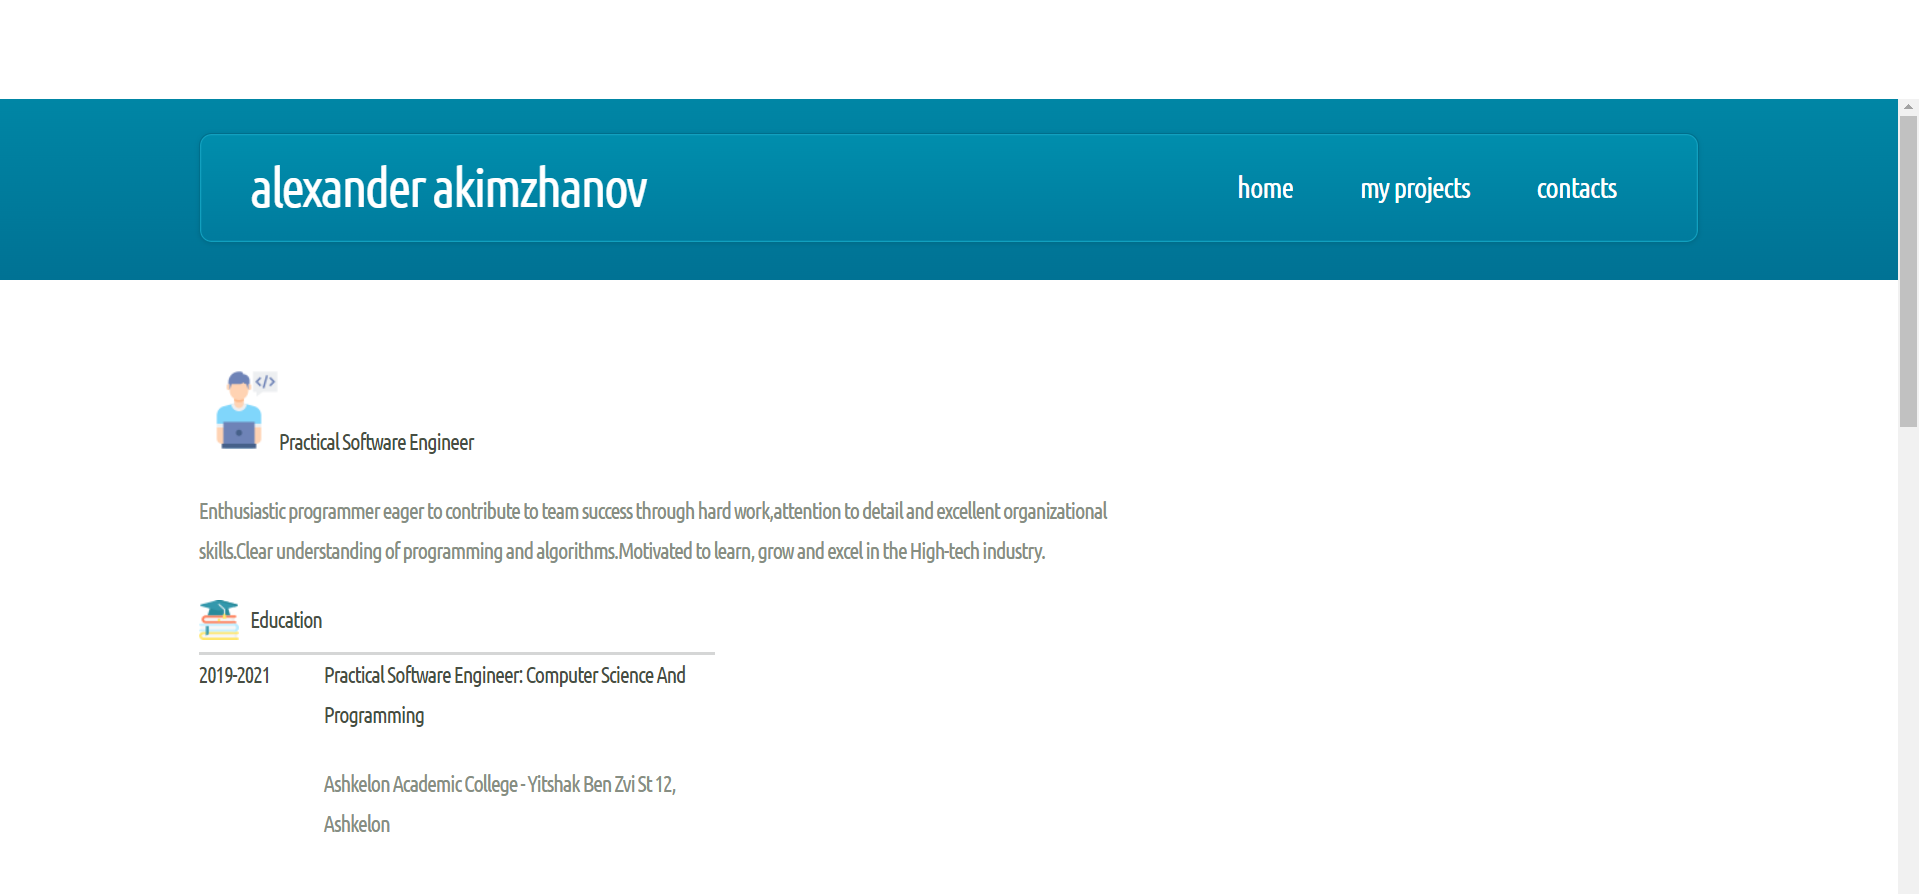 alexander akimzhanov
home my projects contacts
</>
Practical Software Engineer
Enthusiastic programmer eager to contribute to team success through hard work,attention to detail and excellent organizational
skills.Clear understanding of programming and algorithms.Motivated to learn, grow and excel in the High-tech industry.
Education
2019-2021 Practical Software Engineer: Computer Science And
Programming
Ashkelon Academic College - Yitshak Ben Zvi St 12,
Ashkelon